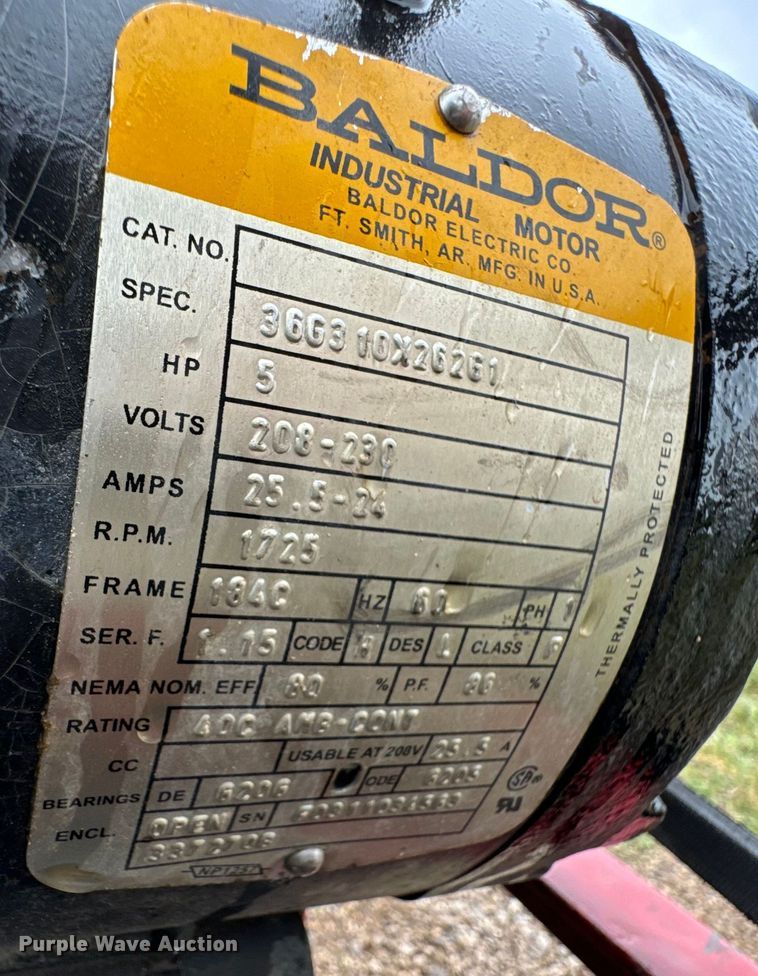 BALDOR®
INDUSTRIAL MOTOR
BALDOR ELECTRIC CO.
FT. SMITH, AR. MFG. IN U.S.A.
CAT. NO.
SPEC. 36G310X262G1
HP 5
VOLTS 208-230
AMPS 25.5-24
R.P.M. 1725
FRAME 184C HZ 60 PH 1
SER. F. 1.15 CODE DES L CLASS F
NEMA NOM. EFF. 80 % P.F. 86 %
RATING 40C AMB-CONT
CC USABLE AT 208V 25.5 A
BEARINGS DE 6206 ODE 6205
ENCL. OPEN SN
NP1257
THERMALLY PROTECTED
Purple Wave Auction